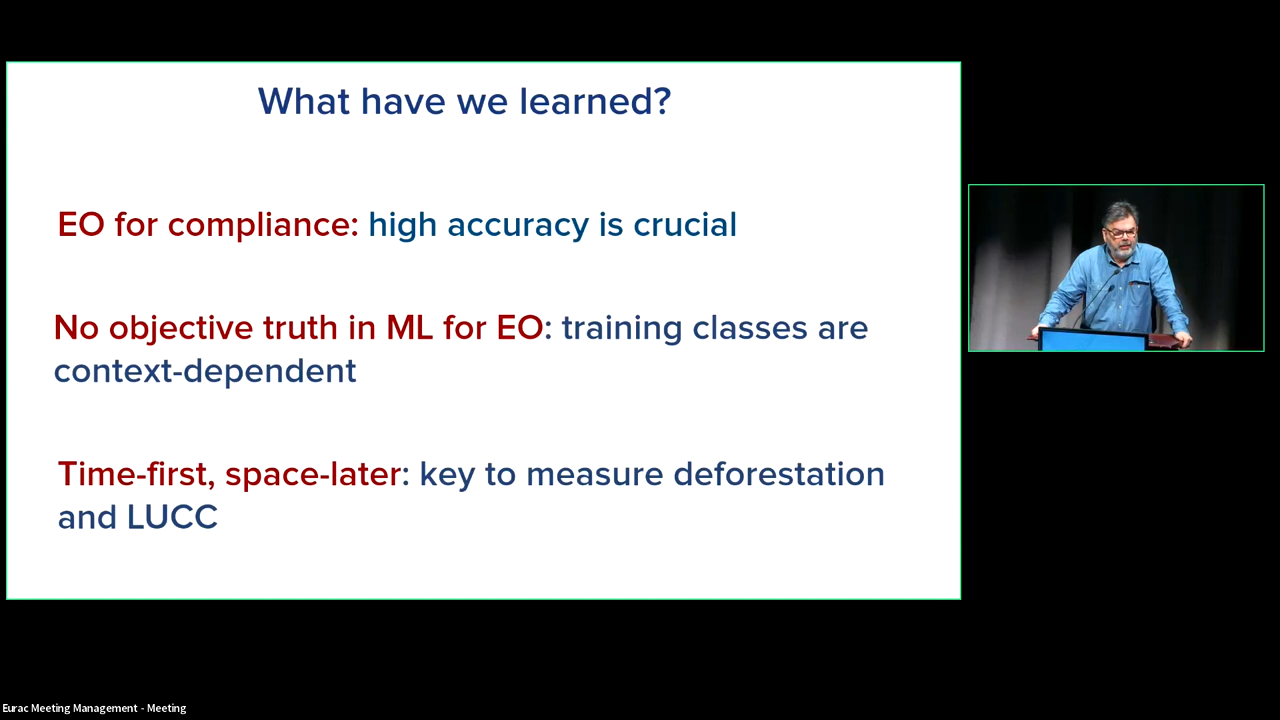 What have we learned?
EO for compliance: high accuracy is crucial
No objective truth in ML for EO: training classes are
context-dependent
Time-first, space-later: key to measure deforestation
and LUCC
Eurac Meeting Management - Meeting